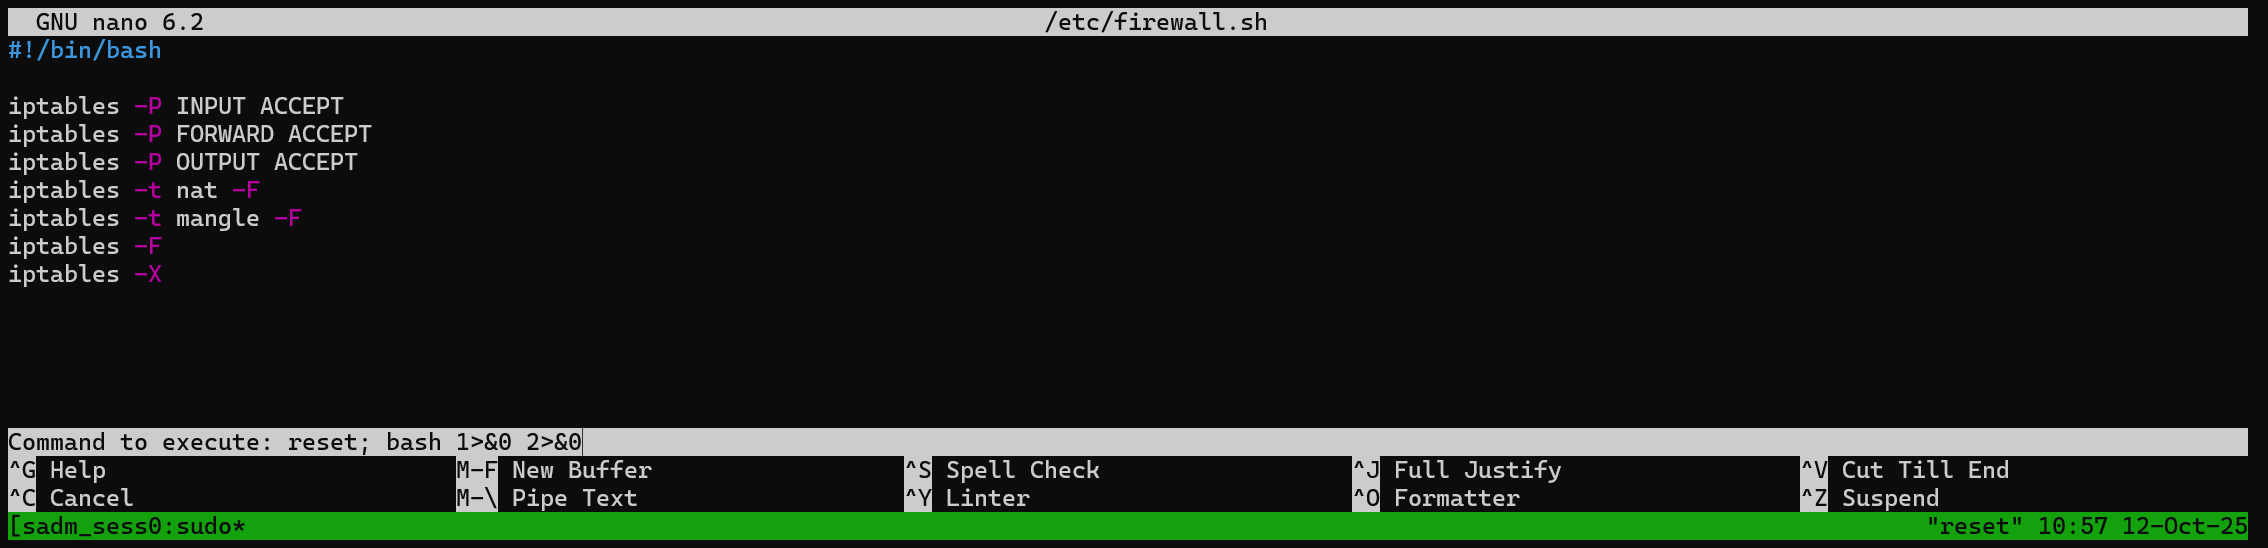 GNU nano 6.2 /etc/firewall.sh
#!/bin/bash
iptables -P INPUT ACCEPT
iptables -P FORWARD ACCEPT
iptables -P OUTPUT ACCEPT
iptables -t nat -F
iptables -t mangle -F
iptables -F
iptables -X
Command to execute: reset; bash 1>&0 2>&0
^G Help M-F New Buffer ^S Spell Check ^J Full Justify ^V Cut Till End
^C Cancel M-\ Pipe Text ^Y Linter ^O Formatter ^Z Suspend
[sadm_sess0:sudo* "reset" 10:57 12-Oct-25